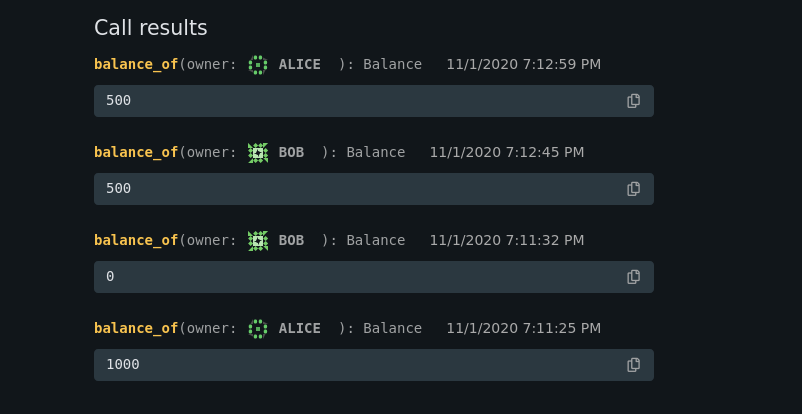 Call results
balance_of(owner: ALICE ): Balance 11/1/2020 7:12:59 PM
500
balance_of(owner: BOB ): Balance 11/1/2020 7:12:45 PM
500
balance_of(owner: BOB ): Balance 11/1/2020 7:11:32 PM
0
balance_of(owner: ALICE ): Balance 11/1/2020 7:11:25 PM
1000